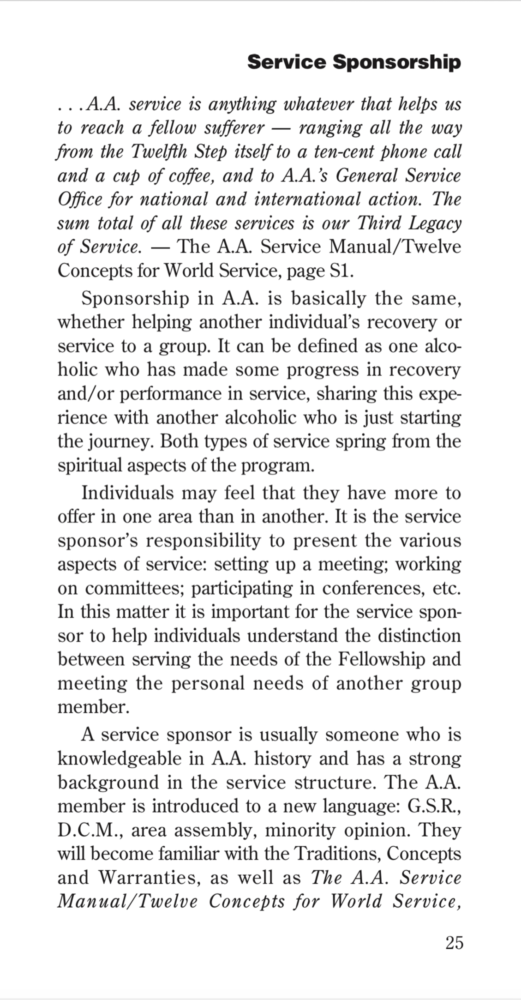 Service Sponsorship
. . . A.A. service is anything whatever that helps us
to reach a fellow sufferer — ranging all the way
from the Twelfth Step itself to a ten-cent phone call
and a cup of coffee, and to A.A.’s General Service
Office for national and international action. The
sum total of all these services is our Third Legacy
of Service. — The A.A. Service Manual/Twelve
Concepts for World Service, page S1.
Sponsorship in A.A. is basically the same,
whether helping another individual’s recovery or
service to a group. It can be defined as one alco-
holic who has made some progress in recovery
and/or performance in service, sharing this expe-
rience with another alcoholic who is just starting
the journey. Both types of service spring from the
spiritual aspects of the program.
Individuals may feel that they have more to
offer in one area than in another. It is the service
sponsor’s responsibility to present the various
aspects of service: setting up a meeting; working
on committees; participating in conferences, etc.
In this matter it is important for the service spon-
sor to help individuals understand the distinction
between serving the needs of the Fellowship and
meeting the personal needs of another group
member.
A service sponsor is usually someone who is
knowledgeable in A.A. history and has a strong
background in the service structure. The A.A.
member is introduced to a new language: G.S.R.,
D.C.M., area assembly, minority opinion. They
will become familiar with the Traditions, Concepts
and Warranties, as well as The A.A. Service
Manual/Twelve Concepts for World Service,
25